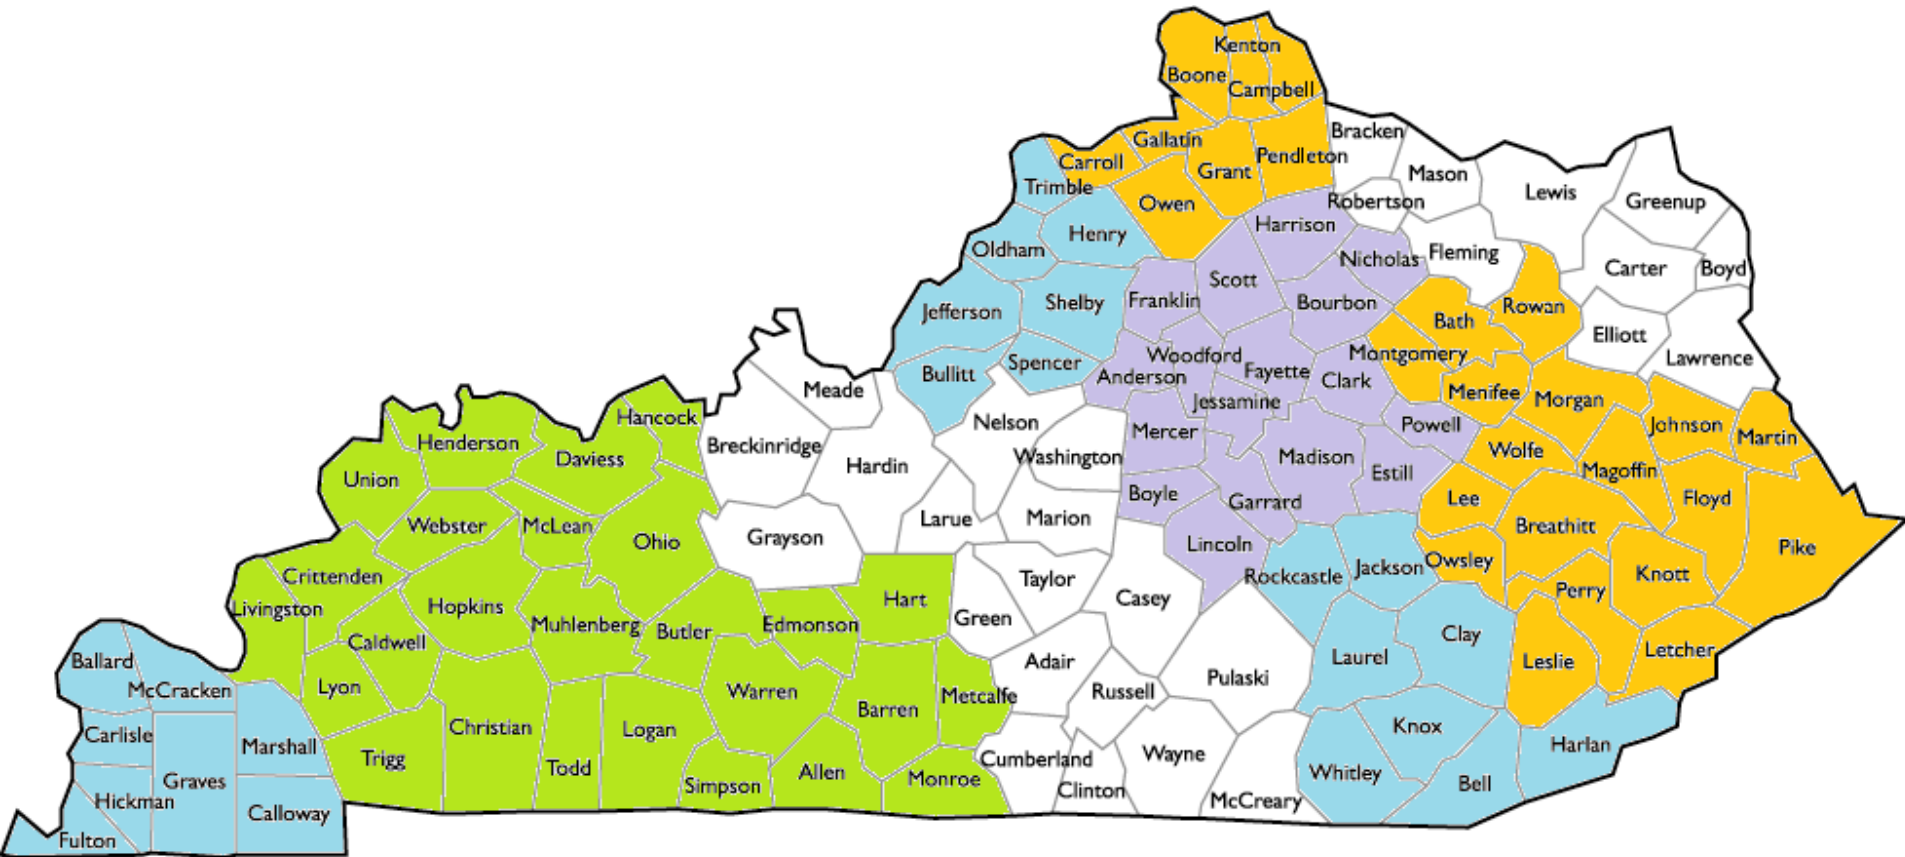 Kenton
Boone
Campbell
Bracken
Gallatin
Pendleton
Carroll
Grant
Mason
Trimble
Lewis
Owen
Robertson
Greenup
Harrison
Henry
Oldham
Fleming
Nicholas
Carter
Boyd
Scott
Franklin
Shelby
Bourbon
Rowan
Jefferson
Bath
Elliott
Woodford
Montgomery
Lawrence
Spencer
Bullitt
Anderson
Fayette
Clark
Meade
Menifee
Morgan
Jessamine
Hancock
Nelson
Powell
Johnson
Mercer
Martin
Henderson
Breckinridge
Wolfe
Daviess
Hardin
Washington
Madison
Magoffin
Estill
Union
Boyle
Lee
Floyd
Garrard
Webster
McLean
Larue
Marion
Breathitt
Ohio
Grayson
Lincoln
Pike
Owsley
Jackson
Crittenden
Rockcastle
Knott
Taylor
Perry
Livingston
Hopkins
Hart
Casey
Green
Muhlenberg
Butler
Edmonson
Clay
Caldwell
Letcher
Ballard
Adair
Laurel
Leslie
McCracken
Lyon
Warren
Russell
Pulaski
Metcalfe
Barren
Christian
Logan
Knox
Carlisle
Marshall
Harlan
Wayne
Trigg
Cumberland
Todd
Allen
Whitley
Graves
Monroe
Bell
Simpson
Clinton
Hickman
McCreary
Calloway
Fulton